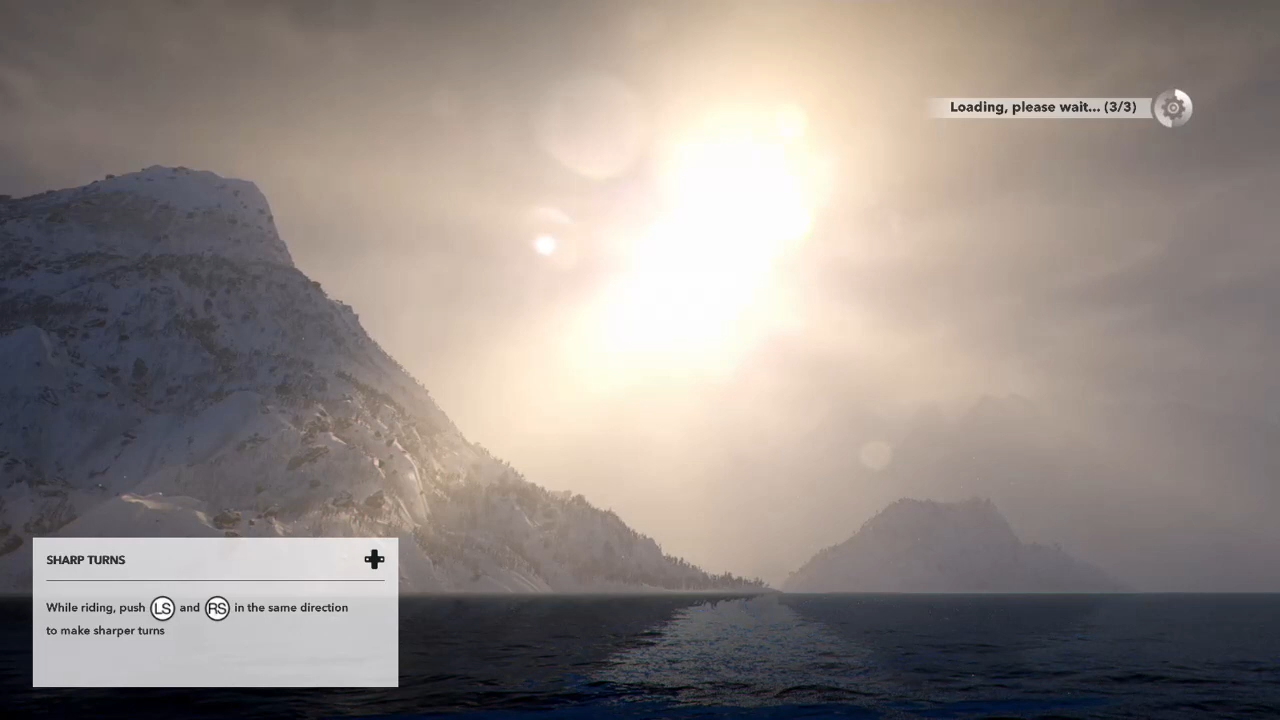 Loading, please wait... (3/3)
SHARP TURNS
While riding, push LS and RS in the same direction
to make sharper turns